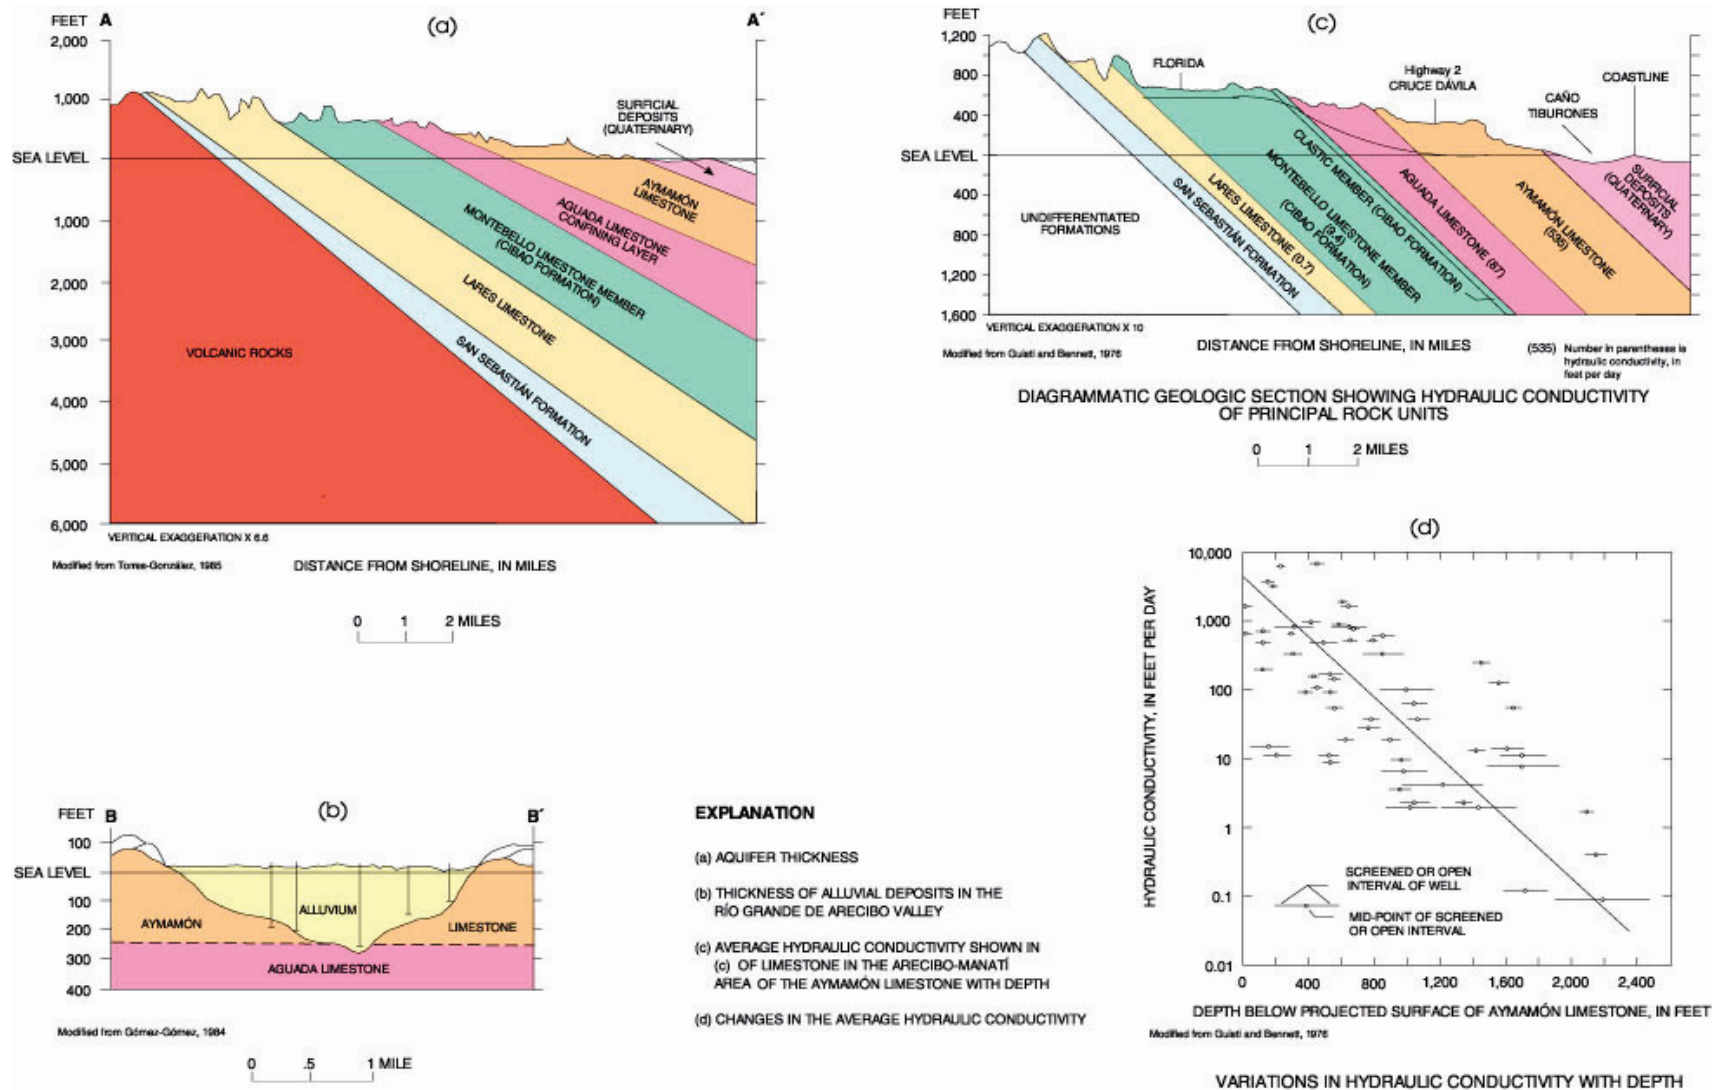 (a)
FEET A A´
2,000
1,000
SEA LEVEL
1,000
2,000
3,000
4,000
5,000
6,000
SURFICIAL
DEPOSITS
(QUATERNARY)
AYMAMÓN
LIMESTONE
AGUADA LIMESTONE
CONFINING LAYER
MONTEBELLO LIMESTONE MEMBER
(CIBAO FORMATION)
LARES LIMESTONE
SAN SEBASTIÁN FORMATION
VOLCANIC ROCKS
VERTICAL EXAGGERATION X 6.6
Modified from Torres-González, 1985
DISTANCE FROM SHORELINE, IN MILES
0 1 2 MILES
(c)
FEET
1,200
800
400
SEA LEVEL
400
800
1,200
1,600
FLORIDA
Highway 2
CRUCE DÁVILA
CAÑO
TIBURONES
COASTLINE
UNDIFFERENTIATED
FORMATIONS
SAN SEBASTIÁN FORMATION
LARES LIMESTONE (0.7)
MONTEBELLO LIMESTONE MEMBER
(9.4)
(CIBAO FORMATION)
CLASTIC MEMBER (CIBAO FORMATION)
AGUADA LIMESTONE (87)
AYMAMÓN LIMESTONE
(535)
SURFICIAL
DEPOSITS
(QUATERNARY)
VERTICAL EXAGGERATION X 10
Modified from Guisti and Bennett, 1976
DISTANCE FROM SHORELINE, IN MILES
(535) Number in parentheses is
hydraulic conductivity, in
feet per day
DIAGRAMMATIC GEOLOGIC SECTION SHOWING HYDRAULIC CONDUCTIVITY
OF PRINCIPAL ROCK UNITS
0 1 2 MILES
(b)
FEET B B´
100
SEA LEVEL
100
200
300
400
ALLUVIUM
AYMAMÓN
LIMESTONE
AGUADA LIMESTONE
Modified from Gómez-Gómez, 1984
0 .5 1 MILE
EXPLANATION
(a) AQUIFER THICKNESS
(b) THICKNESS OF ALLUVIAL DEPOSITS IN THE
RÍO GRANDE DE ARECIBO VALLEY
(c) AVERAGE HYDRAULIC CONDUCTIVITY SHOWN IN
(c) OF LIMESTONE IN THE ARECIBO-MANATÍ
AREA OF THE AYMAMÓN LIMESTONE WITH DEPTH
(d) CHANGES IN THE AVERAGE HYDRAULIC CONDUCTIVITY
(d)
HYDRAULIC CONDUCTIVITY, IN FEET PER DAY
10,000
1,000
100
10
1
0.1
0.01
SCREENED OR OPEN
INTERVAL OF WELL
MID-POINT OF SCREENED
OR OPEN INTERVAL
0 400 800 1,200 1,600 2,000 2,400
DEPTH BELOW PROJECTED SURFACE OF AYMAMÓN LIMESTONE, IN FEET
Modified from Guisti and Bennett, 1976
VARIATIONS IN HYDRAULIC CONDUCTIVITY WITH DEPTH